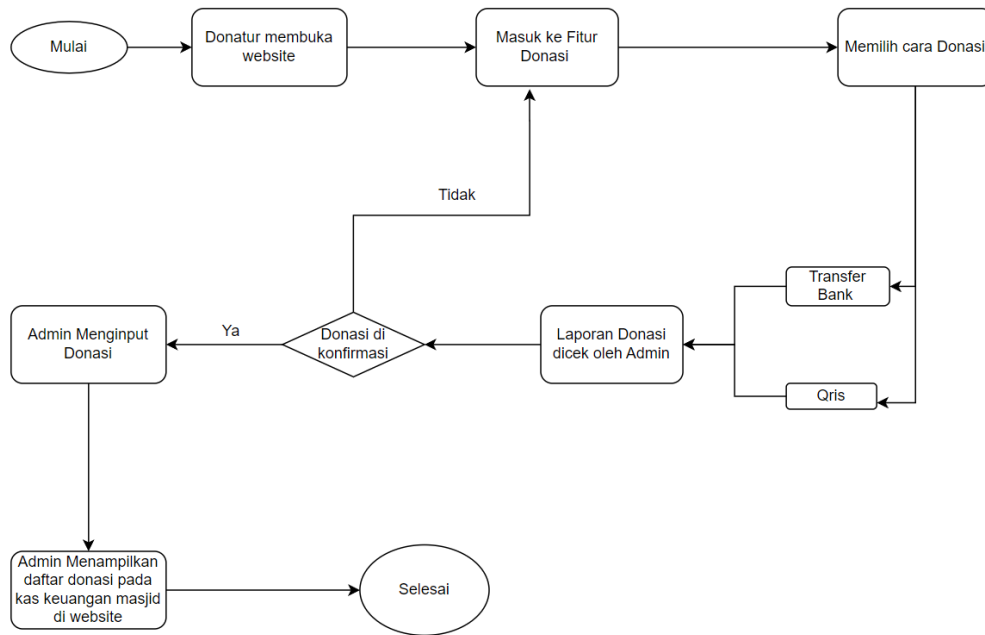 Mulai
Donatur membuka
website
Masuk ke Fitur
Donasi
Memilih cara Donasi
Tidak
Transfer
Bank
Qris
Laporan Donasi
dicek oleh Admin
Donasi di
konfirmasi
Ya
Admin Menginput
Donasi
Admin Menampilkan
daftar donasi pada
kas keuangan masjid
di website
Selesai